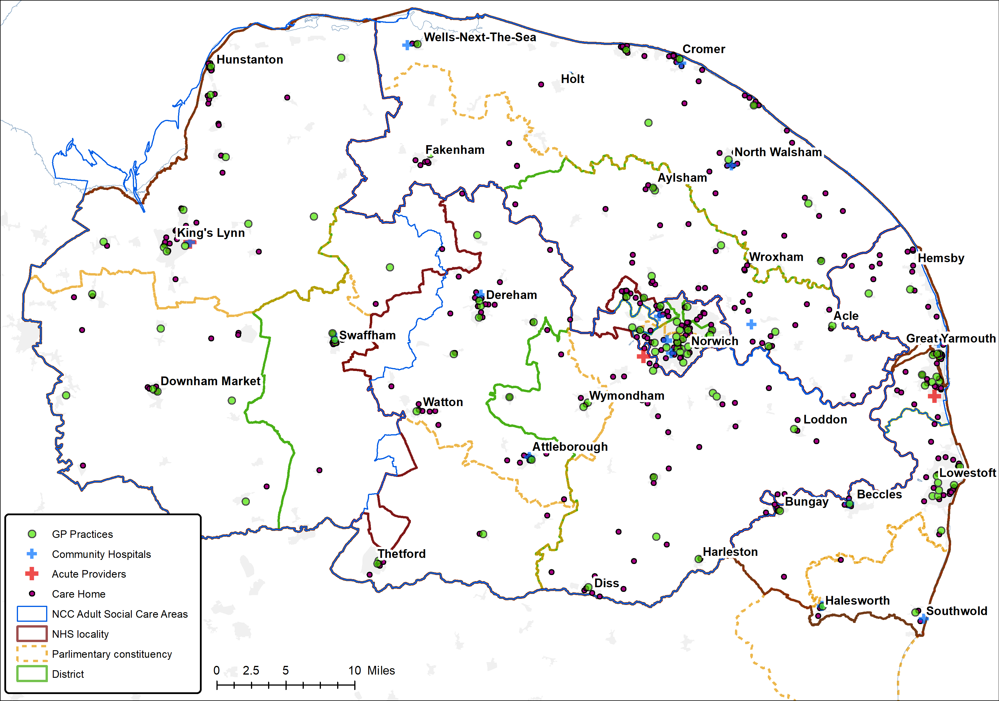 Wells-Next-The-Sea
Cromer
Hunstanton
Holt
Fakenham
North Walsham
Aylsham
King's Lynn
Wroxham
Hemsby
Dereham
Acle
Swaffham
Norwich
Great Yarmouth
Downham Market
Watton
Wymondham
Loddon
Attleborough
Lowestoft
Beccles
Bungay
Thetford
Harleston
Diss
Halesworth
Southwold
GP Practices
Community Hospitals
Acute Providers
Care Home
NCC Adult Social Care Areas
NHS locality
Parlimentary constituency
District
0 2.5 5 10 Miles